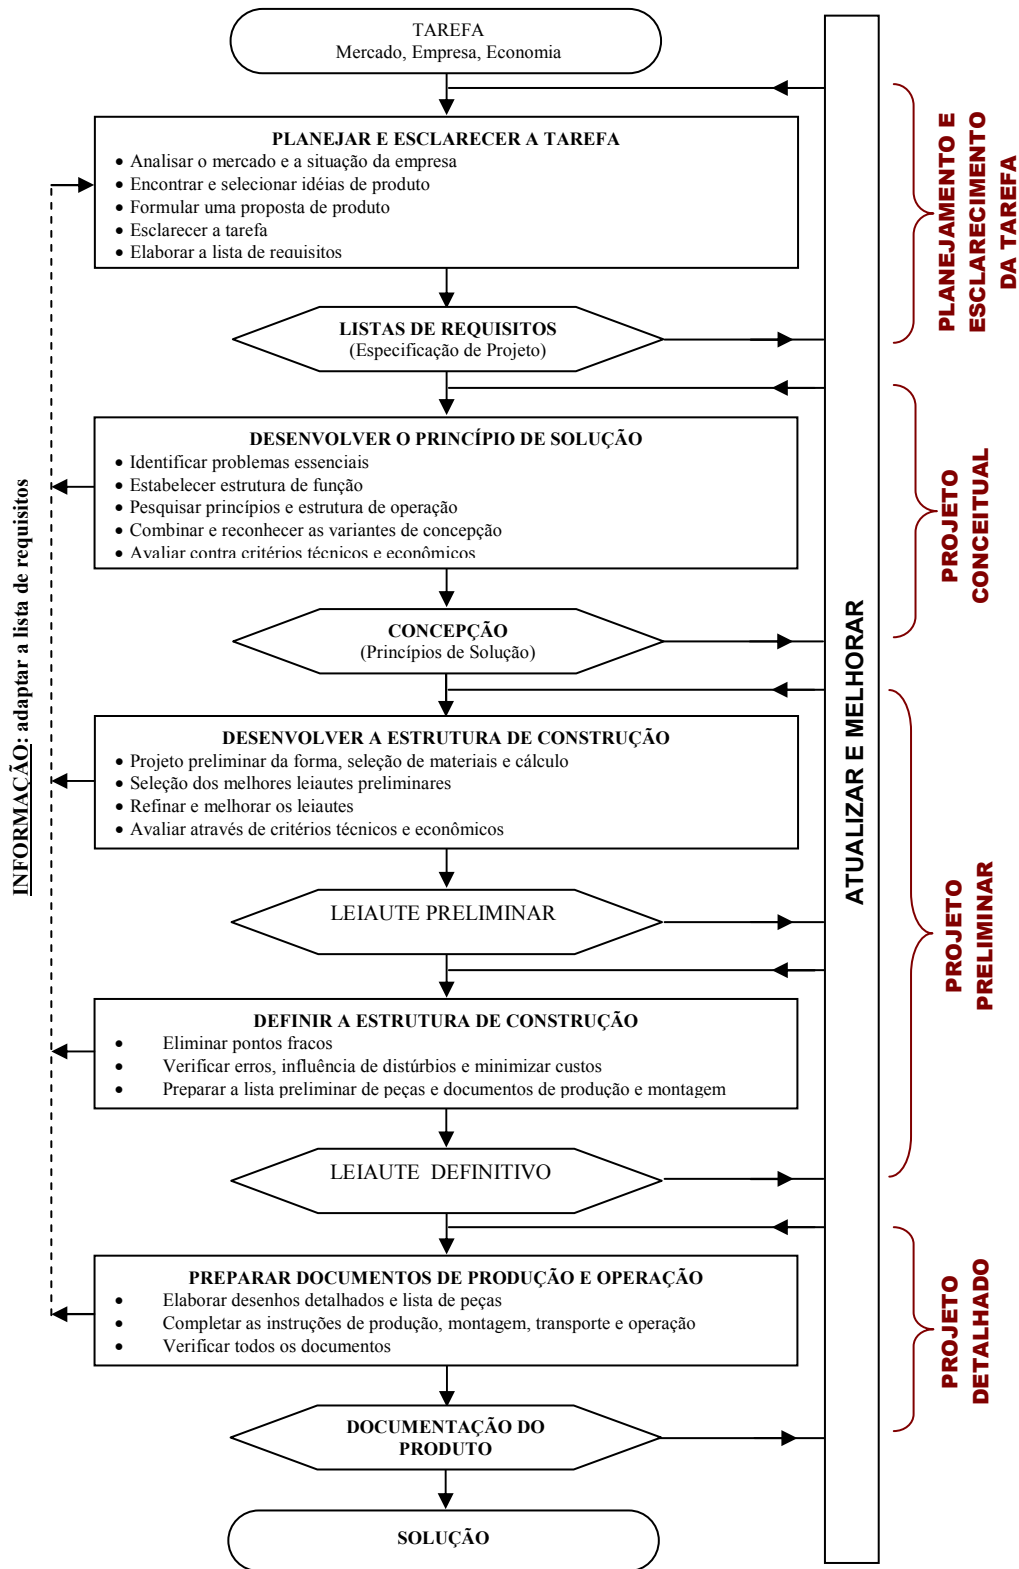 TAREFA
Mercado, Empresa, Economia
PLANEJAR E ESCLARECER A TAREFA
• Analisar o mercado e a situação da empresa
• Encontrar e selecionar idéias de produto
• Formular uma proposta de produto
• Esclarecer a tarefa
• Elaborar a lista de requisitos
LISTAS DE REQUISITOS
(Especificação de Projeto)
DESENVOLVER O PRINCÍPIO DE SOLUÇÃO
• Identificar problemas essenciais
• Estabelecer estrutura de função
• Pesquisar princípios e estrutura de operação
• Combinar e reconhecer as variantes de concepção
• Avaliar contra critérios técnicos e econômicos
CONCEPÇÃO
(Princípios de Solução)
DESENVOLVER A ESTRUTURA DE CONSTRUÇÃO
• Projeto preliminar da forma, seleção de materiais e cálculo
• Seleção dos melhores leiautes preliminares
• Refinar e melhorar os leiautes
• Avaliar através de critérios técnicos e econômicos
LEIAUTE PRELIMINAR
DEFINIR A ESTRUTURA DE CONSTRUÇÃO
• Eliminar pontos fracos
• Verificar erros, influência de distúrbios e minimizar custos
• Preparar a lista preliminar de peças e documentos de produção e montagem
LEIAUTE DEFINITIVO
PREPARAR DOCUMENTOS DE PRODUÇÃO E OPERAÇÃO
• Elaborar desenhos detalhados e lista de peças
• Completar as instruções de produção, montagem, transporte e operação
• Verificar todos os documentos
DOCUMENTAÇÃO DO
PRODUTO
SOLUÇÃO
INFORMAÇÃO: adaptar a lista de requisitos
ATUALIZAR E MELHORAR
PLANEJAMENTO E
ESCLARECIMENTO
DA TAREFA
PROJETO
CONCEITUAL
PROJETO
PRELIMINAR
PROJETO
DETALHADO